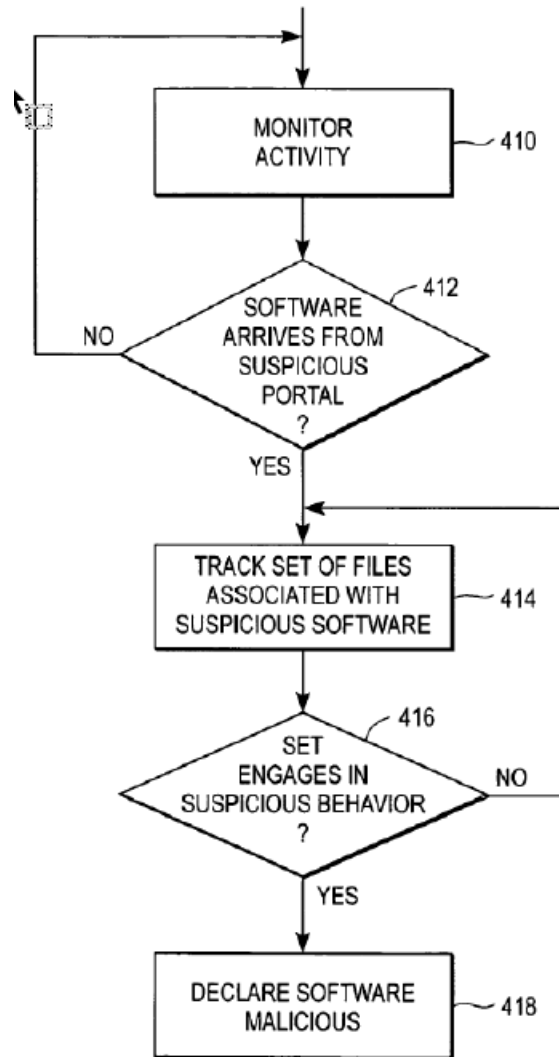 MONITOR
ACTIVITY
410
412
SOFTWARE
ARRIVES FROM
SUSPICIOUS
PORTAL
?
NO
YES
TRACK SET OF FILES
ASSOCIATED WITH
SUSPICIOUS SOFTWARE
414
416
SET
ENGAGES IN
SUSPICIOUS BEHAVIOR
?
NO
YES
DECLARE SOFTWARE
MALICIOUS
418